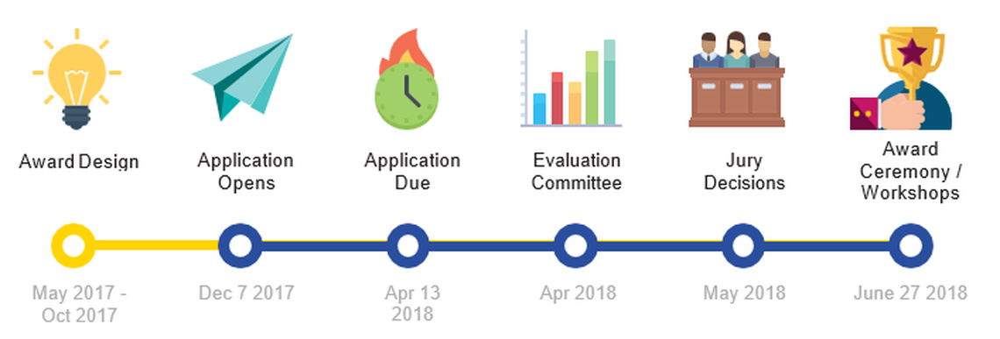 Award Design
Application
Opens
Application
Due
Evaluation
Committee
Jury
Decisions
Award
Ceremony /
Workshops
May 2017 -
Oct 2017
Dec 7 2017
Apr 13
2018
Apr 2018
May 2018
June 27 2018